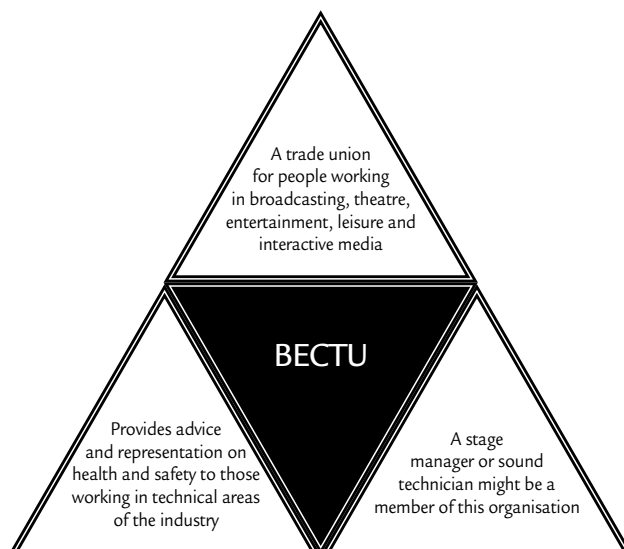 A trade union
for people working
in broadcasting, theatre,
entertainment, leisure and
interactive media
BECTU
Provides advice
and representation on
health and safety to those
working in technical areas
of the industry
A stage
manager or sound
technician might be a
member of this organisation